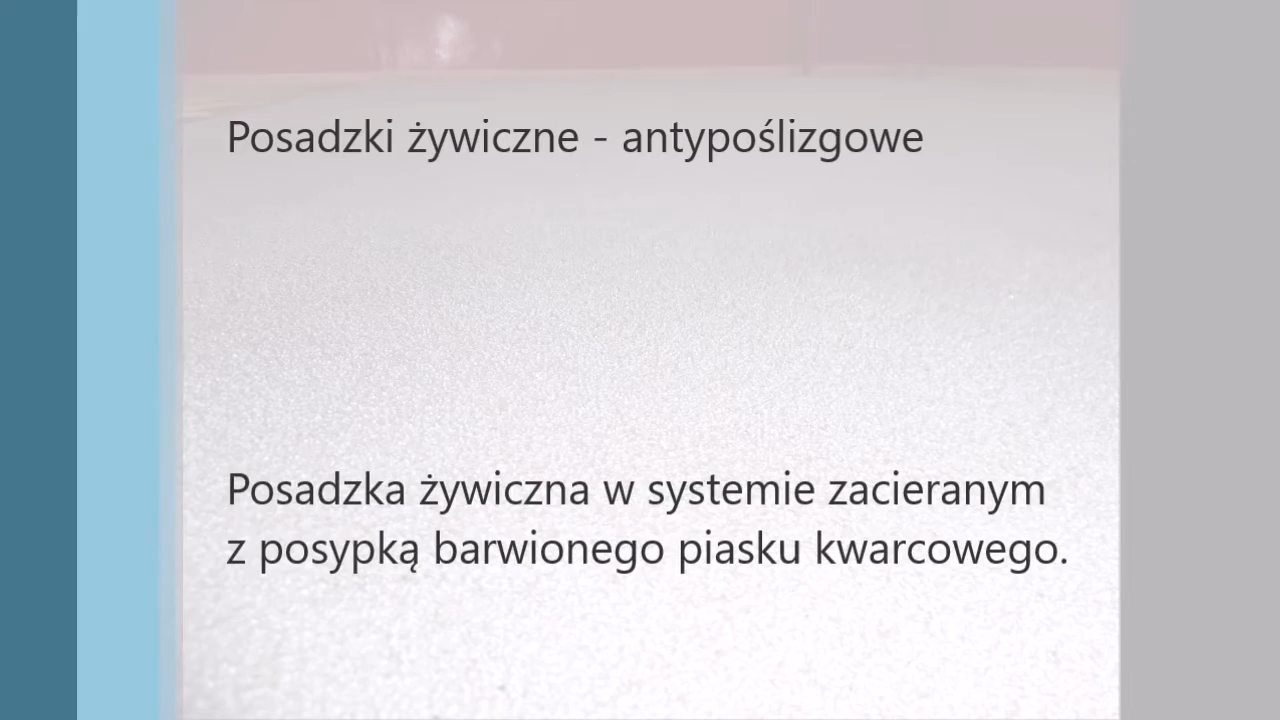 Posadzki żywiczne - antypoślizgowe
Posadzka żywiczna w systemie zacieranym
z posypką barwionego piasku kwarcowego.